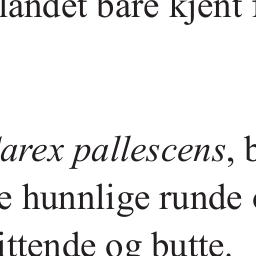 landet bare kjent
arex pallescens, b
e hunnlige runde
ittende og butte.